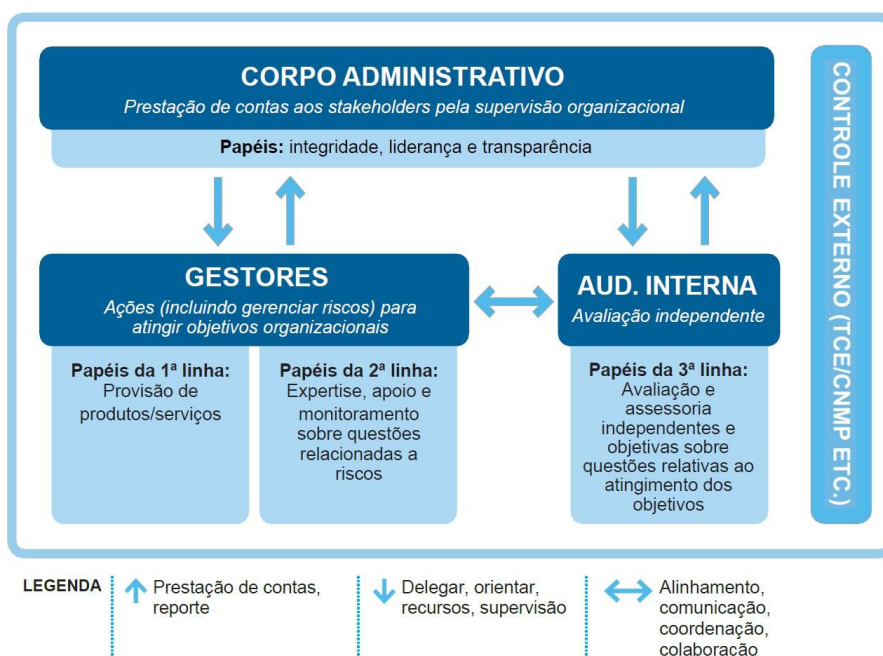 CORPO ADMINISTRATIVO
Prestação de contas aos stakeholders pela supervisão organizacional
Papéis: integridade, liderança e transparência
GESTORES
Ações (incluindo gerenciar riscos) para
atingir objetivos organizacionais
Papéis da 1ª linha:
Provisão de
produtos/serviços
Papéis da 2ª linha:
Expertise, apoio e
monitoramento
sobre questões
relacionadas a
riscos
AUD. INTERNA
Avaliação independente
Papéis da 3ª linha:
Avaliação e
assessoria
independentes e
objetivas sobre
questões relativas ao
atingimento dos
objetivos
CONTROLE EXTERNO (TCE/CNMP ETC.)
LEGENDA
Prestação de contas,
reporte
Delegar, orientar,
recursos, supervisão
Alinhamento,
comunicação,
coordenação,
colaboração